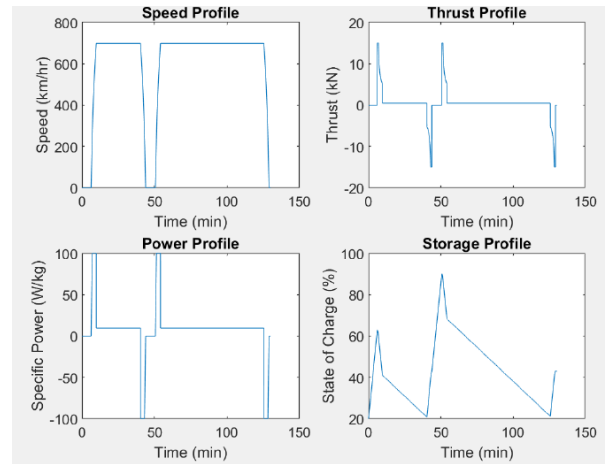 Speed Profile
800
600
400
200
0
Speed (km/hr)
0 50 100 150
Time (min)
Thrust Profile
20
10
0
-10
-20
Thrust (kN)
0 50 100 150
Time (min)
Power Profile
100
50
0
-50
-100
Specific Power (W/kg)
0 50 100 150
Time (min)
Storage Profile
100
80
60
40
20
State of Charge (%)
0 50 100 150
Time (min)